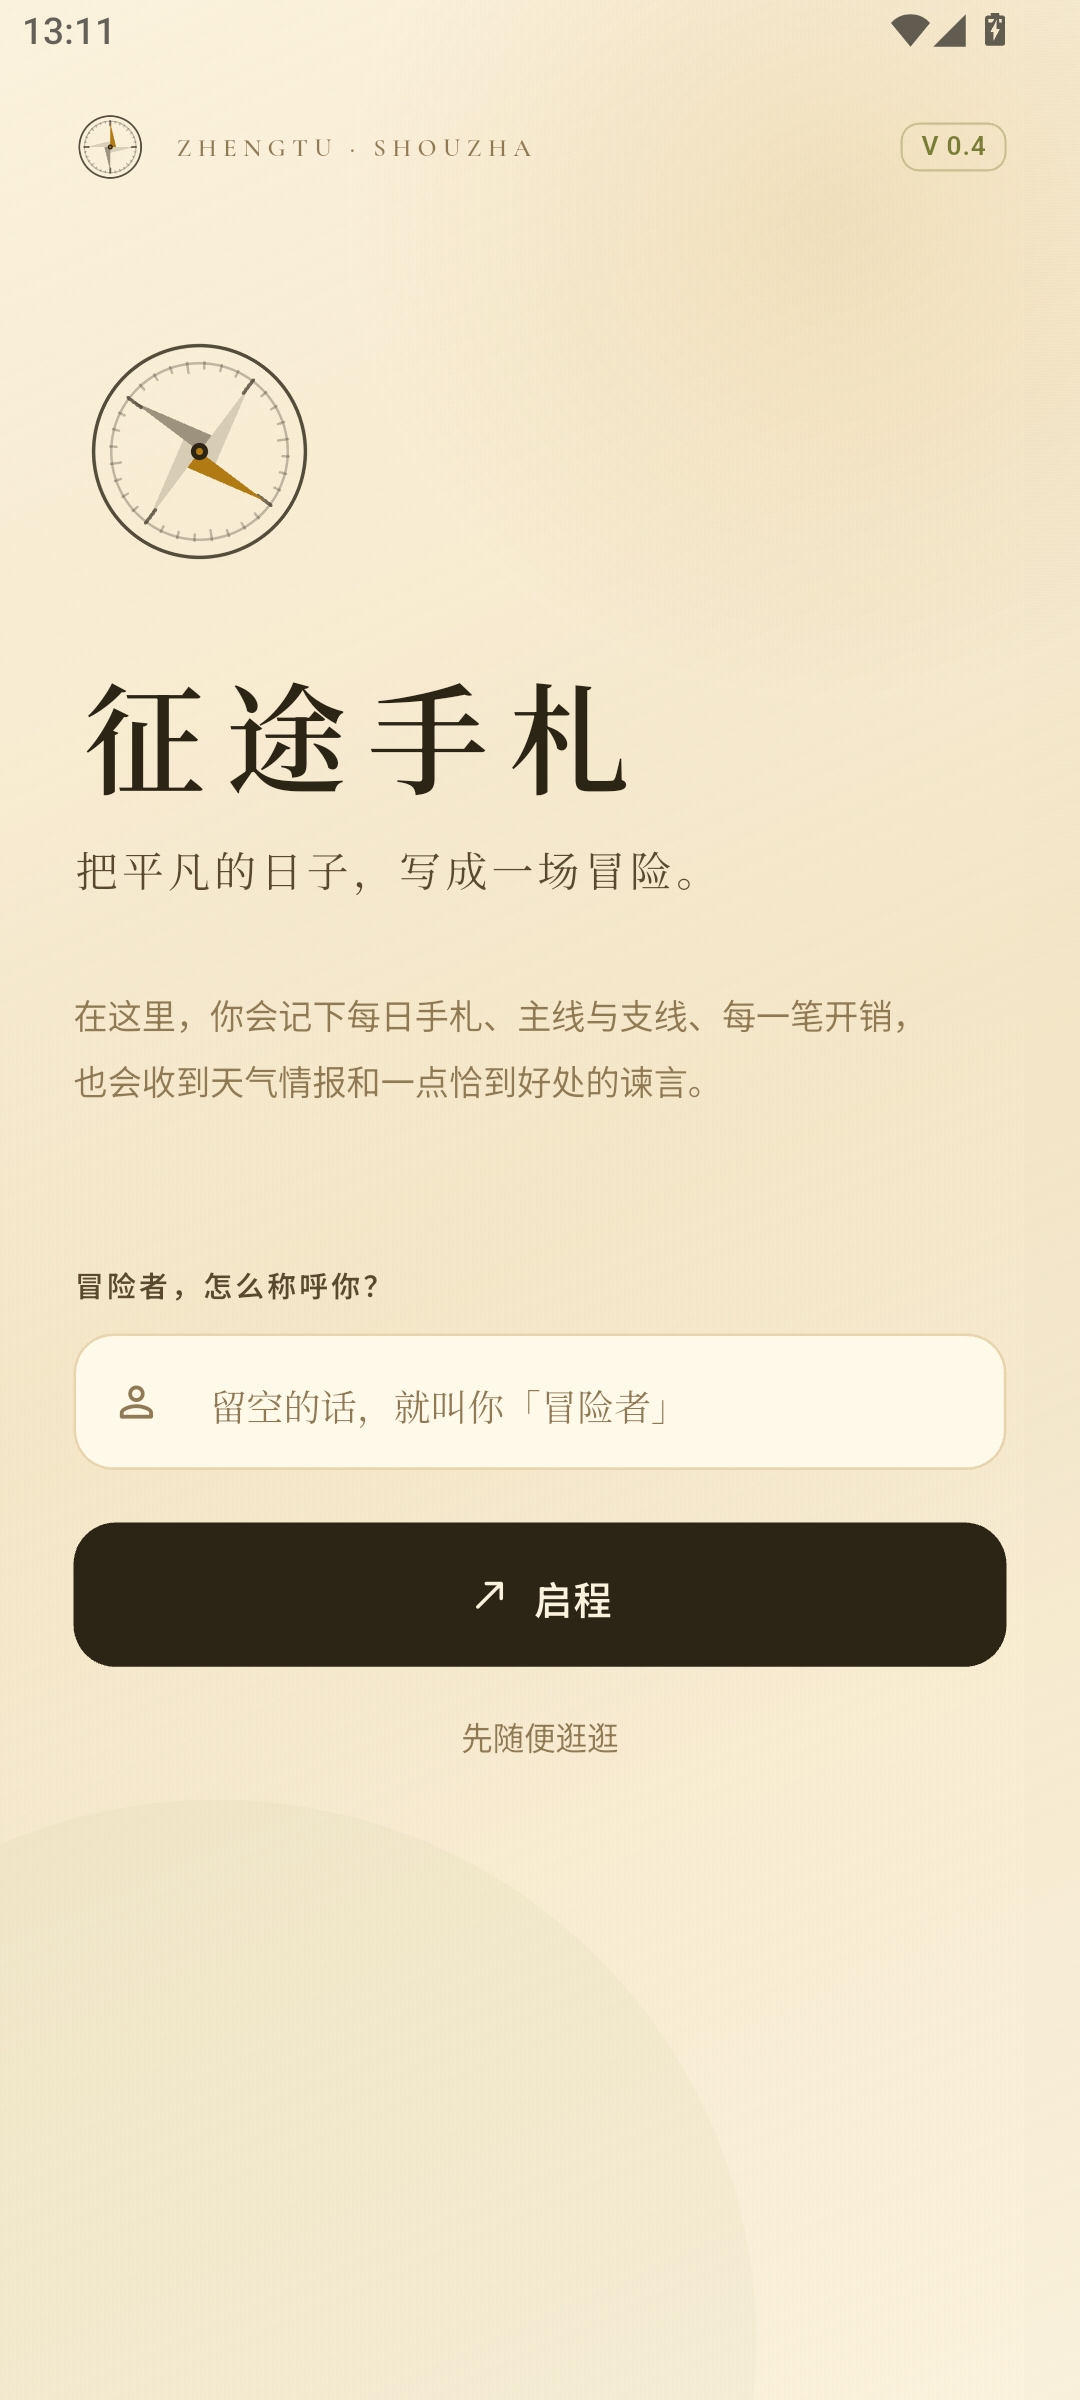 13:11
ZHENGTU · SHOUZHA
V 0.4
征途手札
把平凡的日子，写成一场冒险。
在这里，你会记下每日手札、主线与支线、每一笔开销，
也会收到天气情报和一点恰到好处的谏言。
冒险者，怎么称呼你？
留空的话，就叫你「冒险者」
启程
先随便逛逛